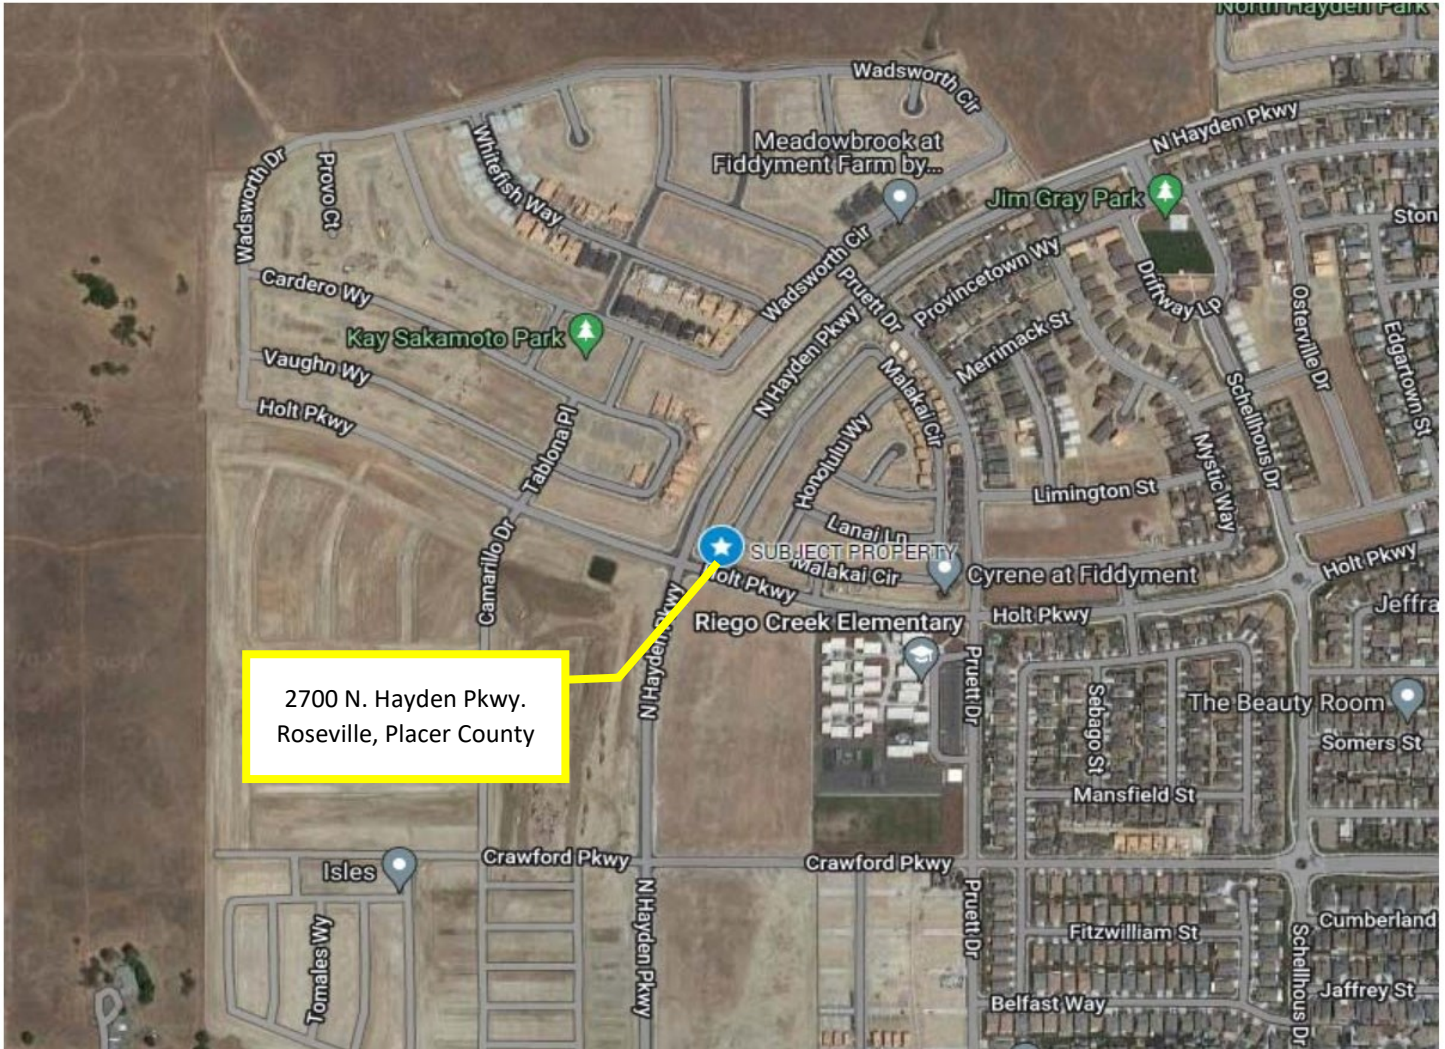 North Hayden Park
Wadsworth Cir
N Hayden Pkwy
Whitefish Way
Meadowbrook at
Fiddyment Farm by...
Wadsworth Dr
Provo Ct
Jim Gray Park
Ston
Wadsworth Cir
Provincetown Wy
Driftway Lp
Cardero Wy
Pruett Dr
Osterville Dr
Kay Sakamoto Park
N Hayden Pkwy
Merrimack St
Edgartown St
Vaughn Wy
Malakai Cir
Schellhous Dr
Holt Pkwy
Tablona Pl
Honolulu Wy
Mystic Way
Limington St
Lanai Ln
Camarillo Dr
SUBJECT PROPERTY
Malakai Cir
Cyrene at Fiddyment
Holt Pkwy
Holt Pkwy
Holt Pkwy
Jeffra
Riego Creek Elementary
N Hayden Pkwy
Pruett Dr
2700 N. Hayden Pkwy.
Roseville, Placer County
Sebago St
The Beauty Room
Somers St
Mansfield St
Isles
Crawford Pkwy
Crawford Pkwy
N Hayden Pkwy
Pruett Dr
Tomales Wy
Fitzwilliam St
Schellhous Dr
Cumberland
Belfast Way
Jaffrey St